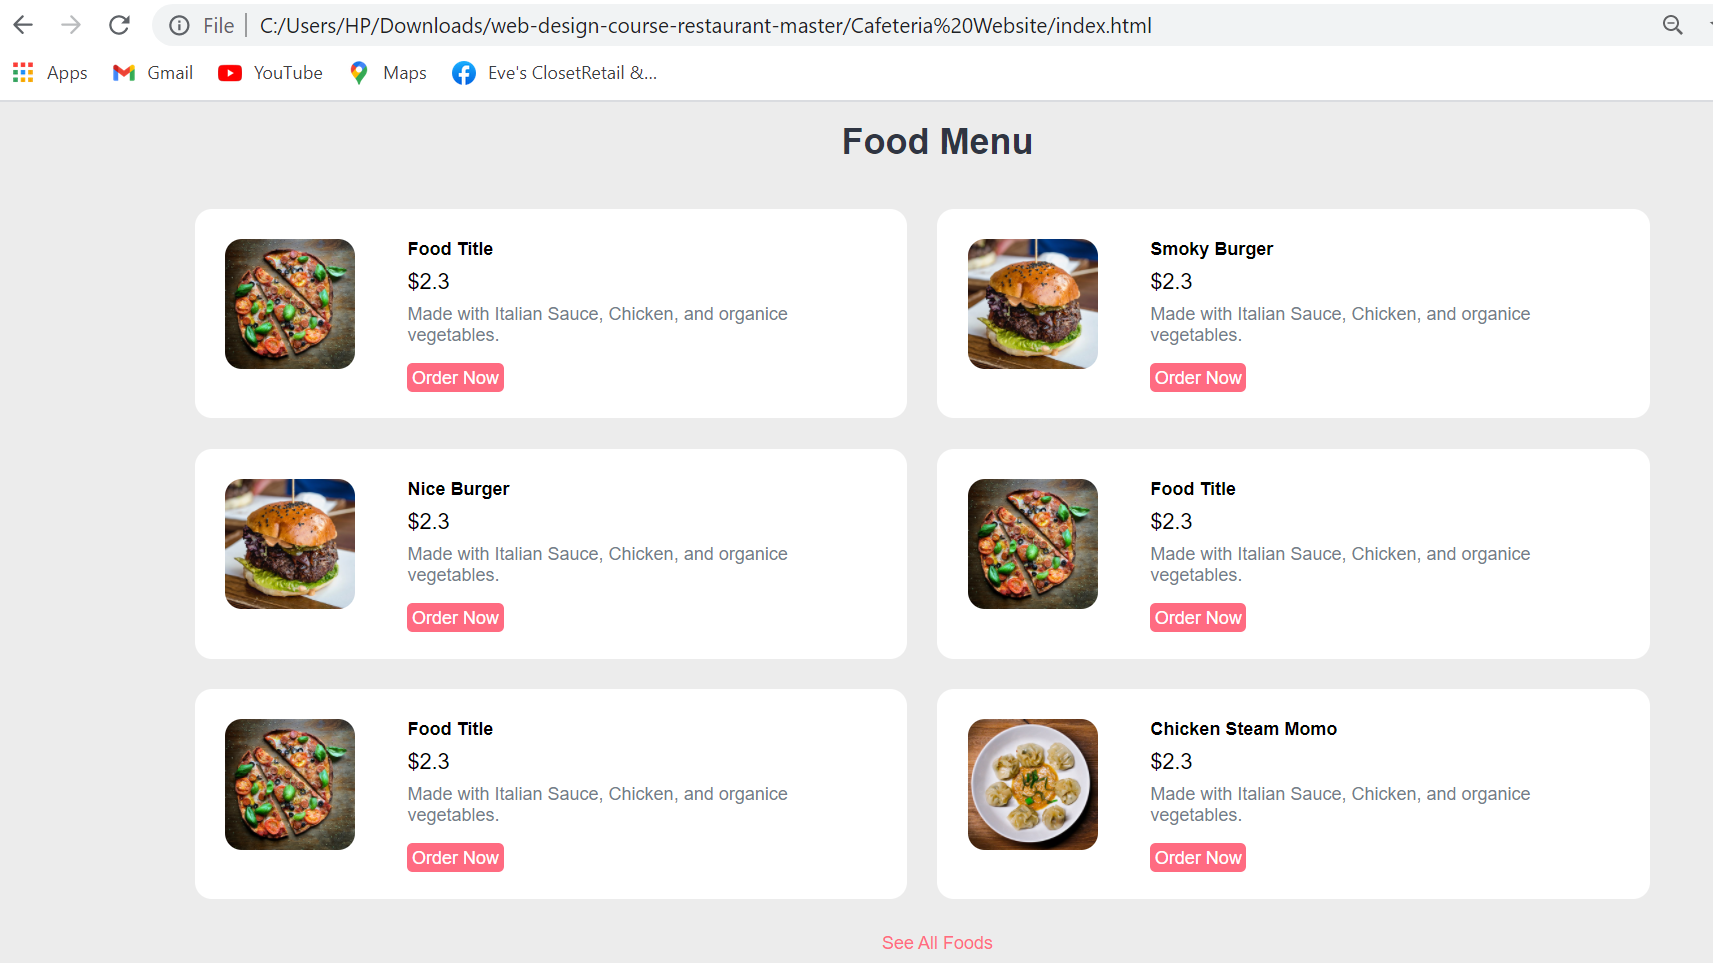 File C:/Users/HP/Downloads/web-design-course-restaurant-master/Cafeteria%20Website/index.html
Apps Gmail YouTube Maps Eve's ClosetRetail &...
Food Menu
Food Title
$2.3
Made with Italian Sauce, Chicken, and organice
vegetables.
Order Now
Smoky Burger
$2.3
Made with Italian Sauce, Chicken, and organice
vegetables.
Order Now
Nice Burger
$2.3
Made with Italian Sauce, Chicken, and organice
vegetables.
Order Now
Food Title
$2.3
Made with Italian Sauce, Chicken, and organice
vegetables.
Order Now
Food Title
$2.3
Made with Italian Sauce, Chicken, and organice
vegetables.
Order Now
Chicken Steam Momo
$2.3
Made with Italian Sauce, Chicken, and organice
vegetables.
Order Now
See All Foods